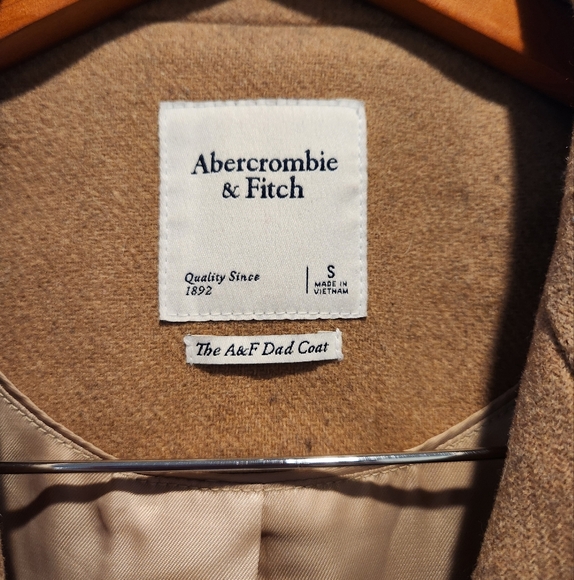 Abercrombie
& Fitch
Quality Since
1892
S
MADE IN
VIETNAM
The A&F Dad Coat